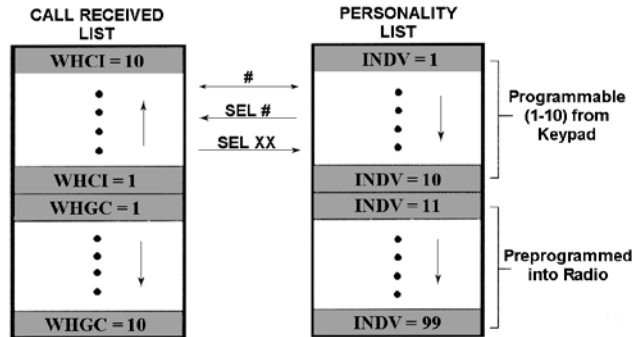 CALL RECEIVED
LIST
WHCI = 10
WHCI = 1
WHGC = 1
WHGC = 10
#
SEL #
SEL XX
PERSONALITY
LIST
INDV = 1
INDV = 10
INDV = 11
INDV = 99
Programmable
(1-10) from
Keypad
Preprogrammed
into Radio